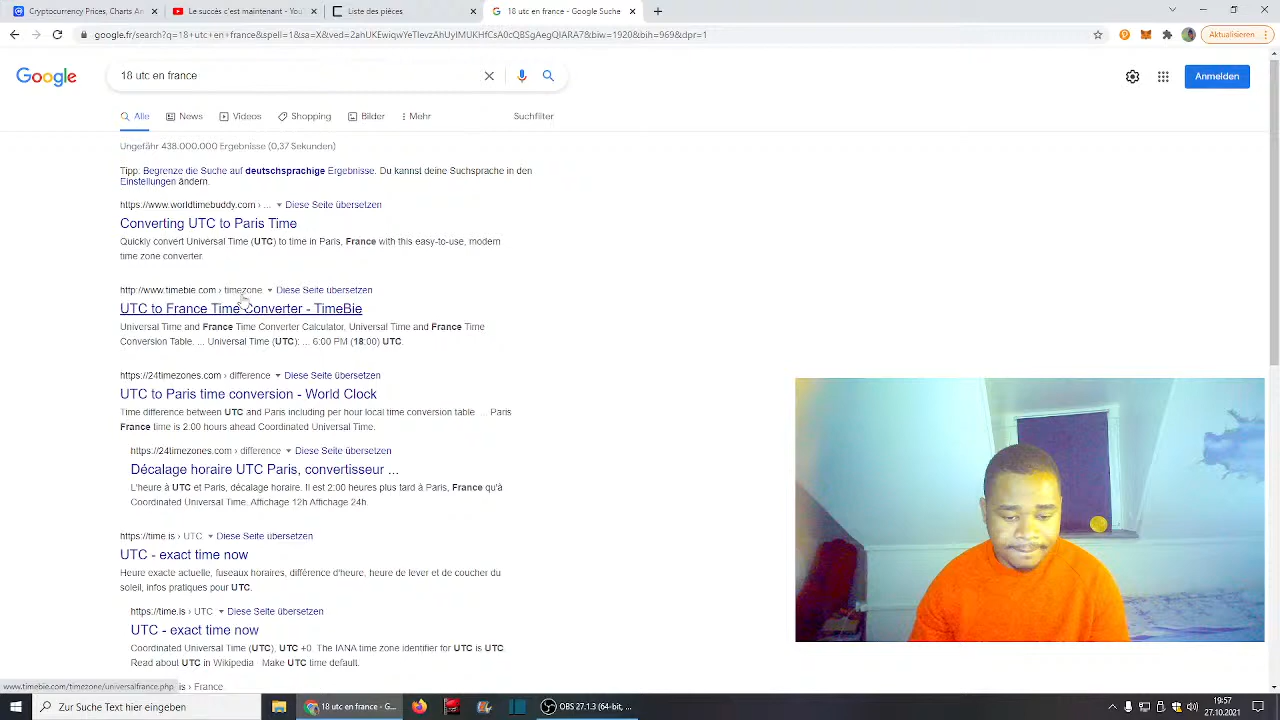 Cryptocurrency Prices, Charts An
Le succès c'est maintenant - You
Liste des pièces
18 utc en france - Google Suche
google.fr/search?q=18+utc+en+france&spell=1&sa=X&ved=2ahUKEwiqwYeTlevzAhUyIMUKHfCsA0cQBSgAegQIARA7&biw=1920&bih=969&dpr=1
Aktualisieren
Google
18 utc en france
Anmelden
Alle
News
Videos
Shopping
Bilder
Mehr
Suchfilter
Ungefähr 438.000.000 Ergebnisse (0,37 Sekunden)
Tipp: Begrenze die Suche auf deutschsprachige Ergebnisse. Du kannst deine Suchsprache in den
Einstellungen ändern.
https://www.worldtimebuddy.com › ... Diese Seite übersetzen
Converting UTC to Paris Time
Quickly convert Universal Time (UTC) to time in Paris, France with this easy-to-use, modern
time zone converter.
http://www.timebie.com › timezone Diese Seite übersetzen
UTC to France Time Converter - TimeBie
Universal Time and France Time Converter Calculator, Universal Time and France Time
Conversion Table. ... Universal Time (UTC): ... 6:00 PM (18:00) UTC.
https://24timezones.com › difference Diese Seite übersetzen
UTC to Paris time conversion - World Clock
Time difference between UTC and Paris including per hour local time conversion table ... Paris
France time is 2:00 hours ahead Coordinated Universal Time.
https://24timezones.com › difference Diese Seite übersetzen
Décalage horaire UTC Paris, convertisseur ...
L'heure à UTC et Paris, décalage horaire. Il est 2:00 heures plus tard à Paris, France qu'à
Coordinated Universal Time. Affichage 12h Affichage 24h.
https://time.is › UTC Diese Seite übersetzen
UTC - exact time now
Heure exacte actuelle, fuseaux horaires, différence d'heure, heure de lever et de coucher du
soleil, infos pratiques pour UTC.
https://time.is › UTC Diese Seite übersetzen
UTC - exact time now
Coordinated Universal Time (UTC), UTC +0. The IANA time zone identifier for UTC is UTC.
Read about UTC in Wikipedia · Make UTC time default.
www.timebie.com/timezone/universalfrance.php
is › France
Zur Suche Text hier eingeben
18 utc en france - G...
OBS 27.1.3 (64-bit, ...
19:57
27.10.2021